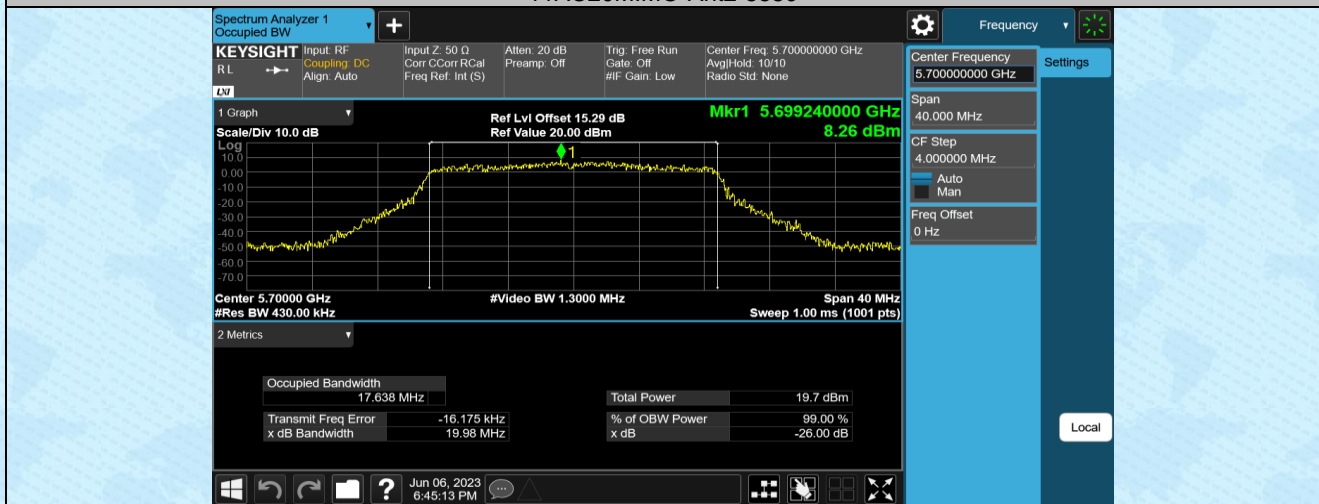 Spectrum Analyzer 1
Occupied BW
Frequency
KEYSIGHT
R L
LXI
Input: RF
Coupling: DC
Align: Auto
Input Z: 50 Ω
Corr CCorr RCal
Freq Ref: Int (S)
Atten: 20 dB
Preamp: Off
Trig: Free Run
Gate: Off
#IF Gain: Low
Center Freq: 5.700000000 GHz
Avg|Hold: 10/10
Radio Std: None
Center Frequency
5.700000000 GHz
Settings
Span
40.000 MHz
CF Step
4.000000 MHz
Auto
Man
Freq Offset
0 Hz
1 Graph
Scale/Div 10.0 dB
Ref Lvl Offset 15.29 dB
Ref Value 20.00 dBm
Mkr1 5.699240000 GHz
8.26 dBm
Log
10.0
0.00
-10.0
-20.0
-30.0
-40.0
-50.0
-60.0
-70.0
1
Center 5.70000 GHz
#Res BW 430.00 kHz
#Video BW 1.3000 MHz
Span 40 MHz
Sweep 1.00 ms (1001 pts)
2 Metrics
Occupied Bandwidth
17.638 MHz
Total Power 19.7 dBm
Transmit Freq Error -16.175 kHz
% of OBW Power 99.00 %
x dB Bandwidth 19.98 MHz
x dB -26.00 dB
Local
?
Jun 06, 2023
6:45:13 PM